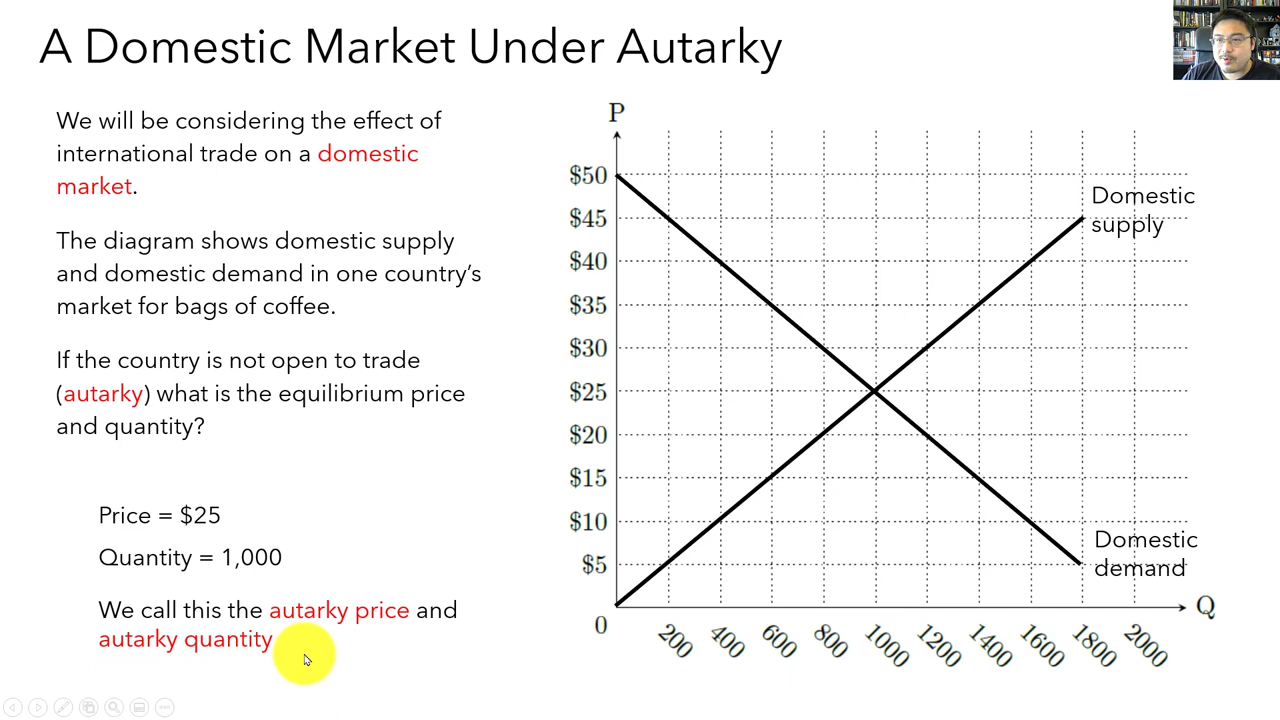 A Domestic Market Under Autarky
We will be considering the effect of
international trade on a domestic
market.
The diagram shows domestic supply
and domestic demand in one country’s
market for bags of coffee.
If the country is not open to trade
(autarky) what is the equilibrium price
and quantity?
Price = $25
Quantity = 1,000
We call this the autarky price and
autarky quantity
P
$50
$45
$40
$35
$30
$25
$20
$15
$10
$5
0
200
400
600
800
1000
1200
1400
1600
1800
2000
Q
Domestic
supply
Domestic
demand